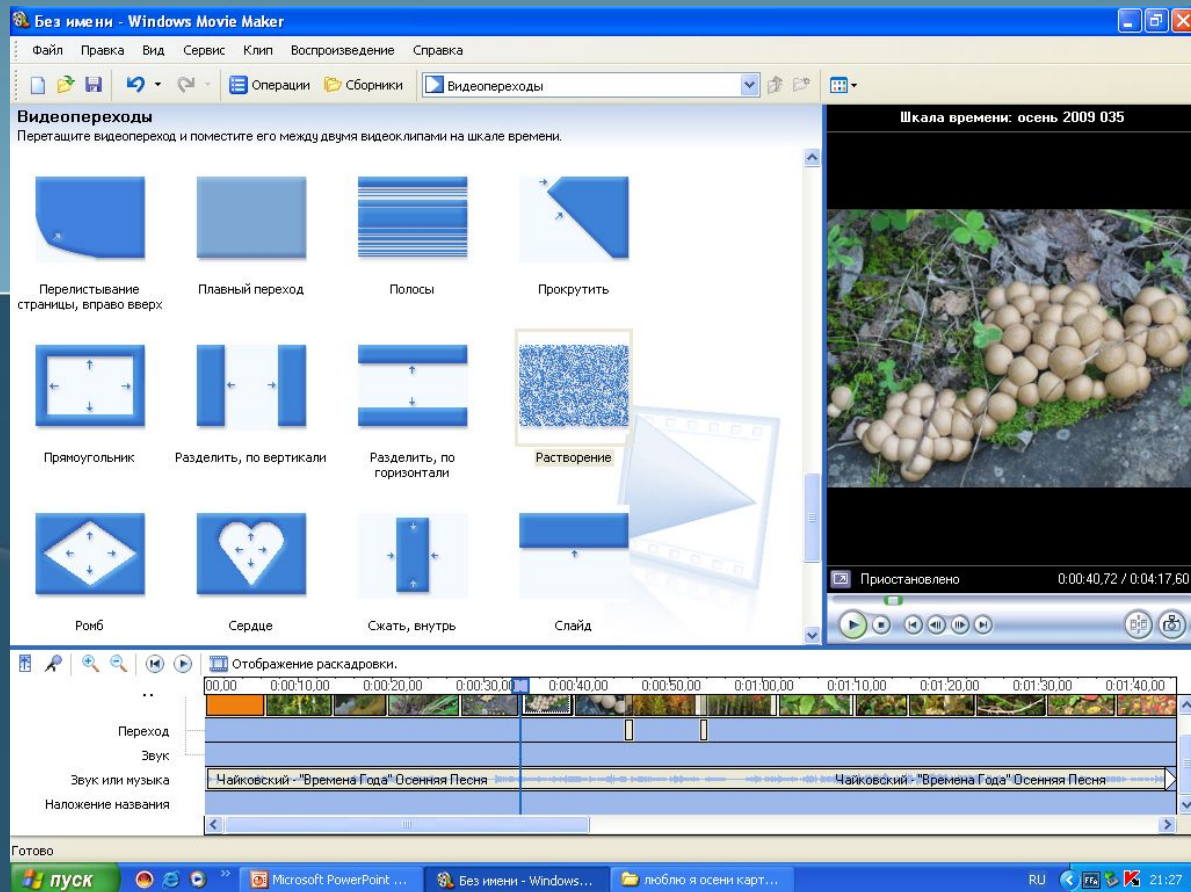 Без имени - Windows Movie Maker
Файл Правка Вид Сервис Клип Воспроизведение Справка
Операции Сборники Видеопереходы
Видеопереходы
Перетащите видеопереход и поместите его между двумя видеоклипами на шкале времени.
Шкала времени: осень 2009 035
Перелистывание
страницы, вправо вверх
Плавный переход
Полосы
Прокрутить
Прямоугольник
Разделить, по вертикали
Разделить, по
горизонтали
Растворение
Ромб
Сердце
Сжать, внутрь
Слайд
Приостановлено 0:00:40,72 / 0:04:17,60
Отображение раскадровки.
00,00 0:00:10,00 0:00:20,00 0:00:30,00 0:00:40,00 0:00:50,00 0:01:00,00 0:01:10,00 0:01:20,00 0:01:30,00 0:01:40,00
Переход
Звук
Звук или музыка
Чайковский - "Времена Года" Осенняя Песня Чайковский - "Времена Года" Осенняя Песня
Наложение названия
Готово
пуск Microsoft PowerPoint ... Без имени - Windows... люблю я осени карт... RU 21:27